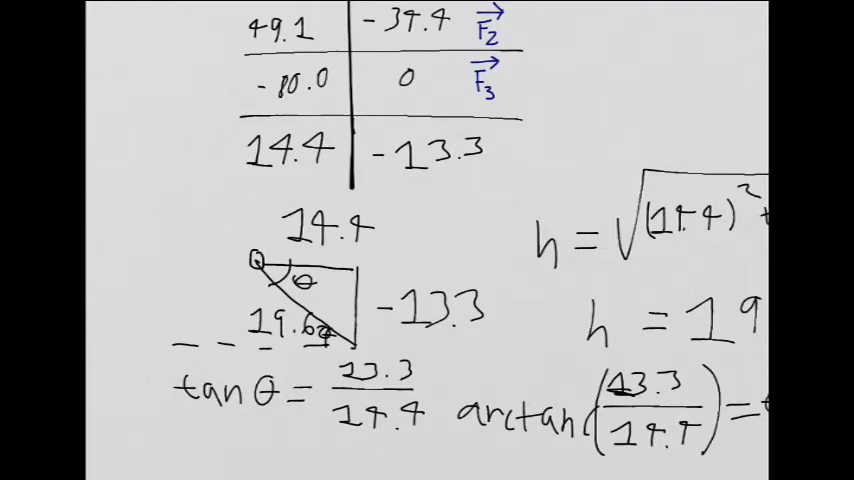 49.1 -34.4 F₂
-80.0 0 F₃
14.4 -13.3
14.4
θ
-13.3
19.6
h = √(14.4)² +
h = 19
tan θ = 13.3/14.4
arctan(13.3/14.4) =